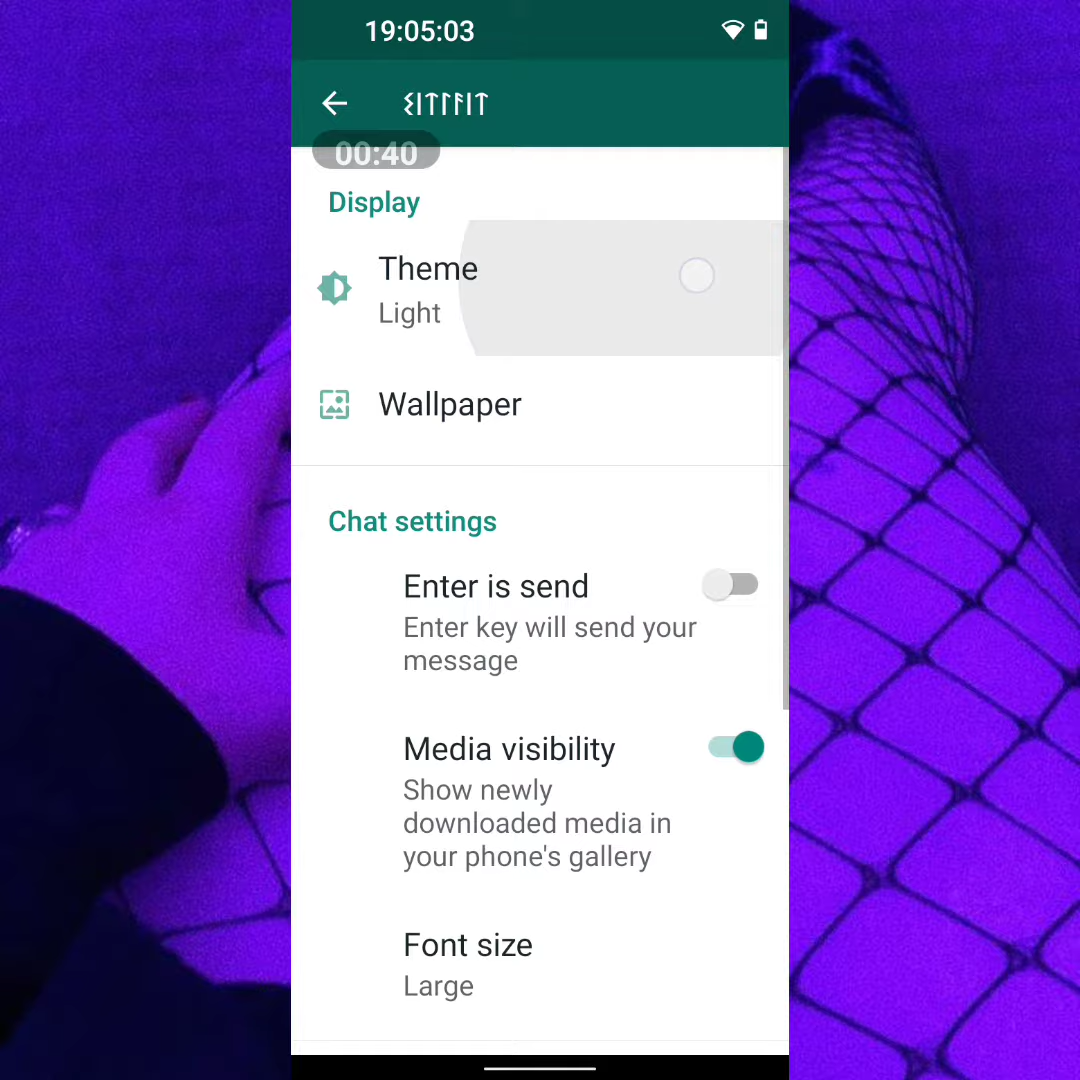 19:05:03
00:40
Display
Theme
Light
Wallpaper
Chat settings
Enter is send
Enter key will send your
message
Media visibility
Show newly
downloaded media in
your phone's gallery
Font size
Large